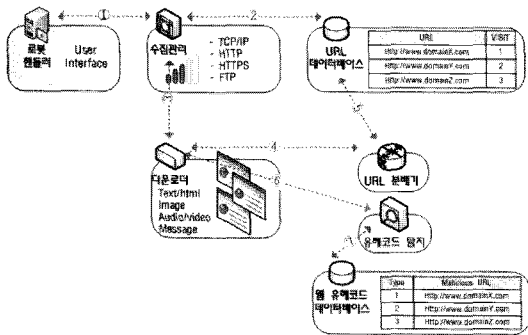 ①
2
로봇
핸들러
User
Interface
수집관리
- TCP/IP
- HTTP
- HTTPS
- FTP
URL
데이터베이스
URL
VISIT
Http://www.domainX.com
1
Http://www.domainY.com
2
Http://www.domainZ.com
3
4
6
다운로더
Text/html
Image
Audio/video
Message
URL 분배기
유해코드 탐지
웹 유해코드
데이터베이스
Type
Malicious URL
1
Http://www.domainX.com
2
Http://www.domainY.com
3
Http://www.domainZ.com